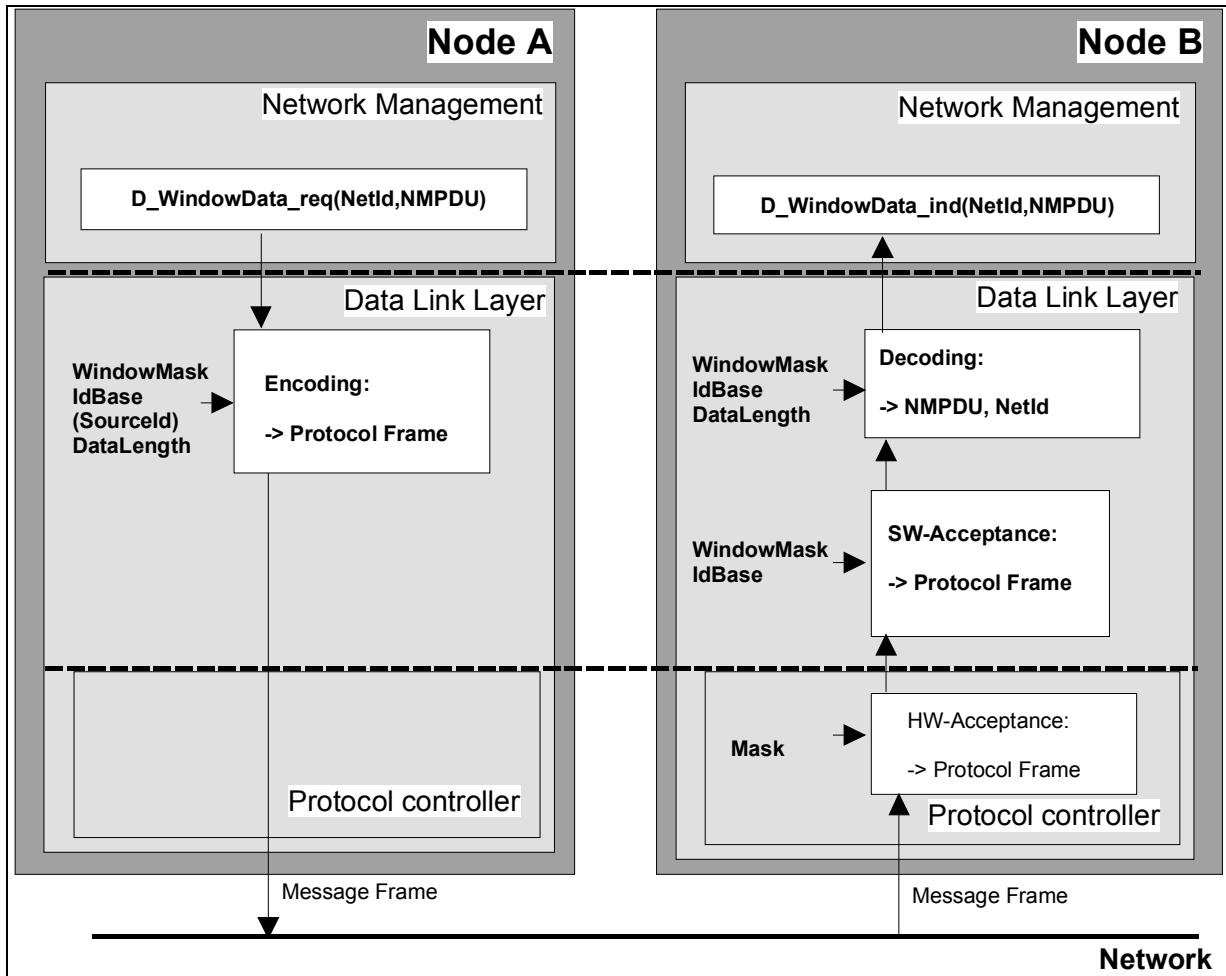 Node A
Network Management
D_WindowData_req(NetId,NMPDU)
Data Link Layer
WindowMask
IdBase
(SourceId)
DataLength
Encoding:
-> Protocol Frame
Protocol controller
Message Frame
Node B
Network Management
D_WindowData_ind(NetId,NMPDU)
Data Link Layer
WindowMask
IdBase
DataLength
Decoding:
-> NMPDU, NetId
WindowMask
IdBase
SW-Acceptance:
-> Protocol Frame
Mask
HW-Acceptance:
-> Protocol Frame
Protocol controller
Message Frame
Network